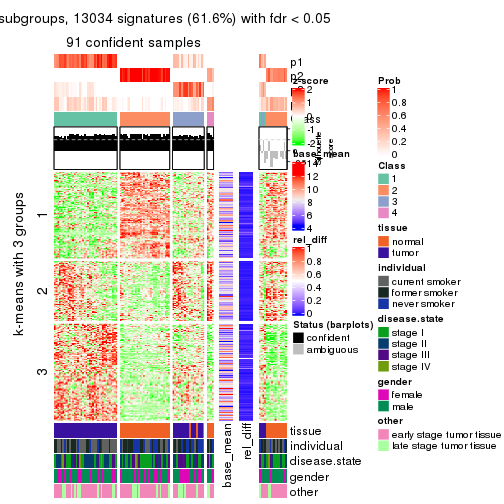 subgroups, 13034 signatures (61.6%) with fdr < 0.05
91 confident samples
p1
p2
z-score
2
1
0
-1
-2
silhouette
score
base_mean
12
10
8
6
4
rel_diff
1
0.8
0.6
0.4
0.2
0
Status (barplots)
confident
ambiguous
k-means with 3 groups
1
2
3
base_mean
rel_diff
tissue
individual
disease.state
gender
other
Prob
1
0.8
0.6
0.4
0.2
0
Class
1
2
3
4
tissue
normal
tumor
individual
current smoker
former smoker
never smoker
disease.state
stage I
stage II
stage III
stage IV
gender
female
male
other
early stage tumor tissue
late stage tumor tissue